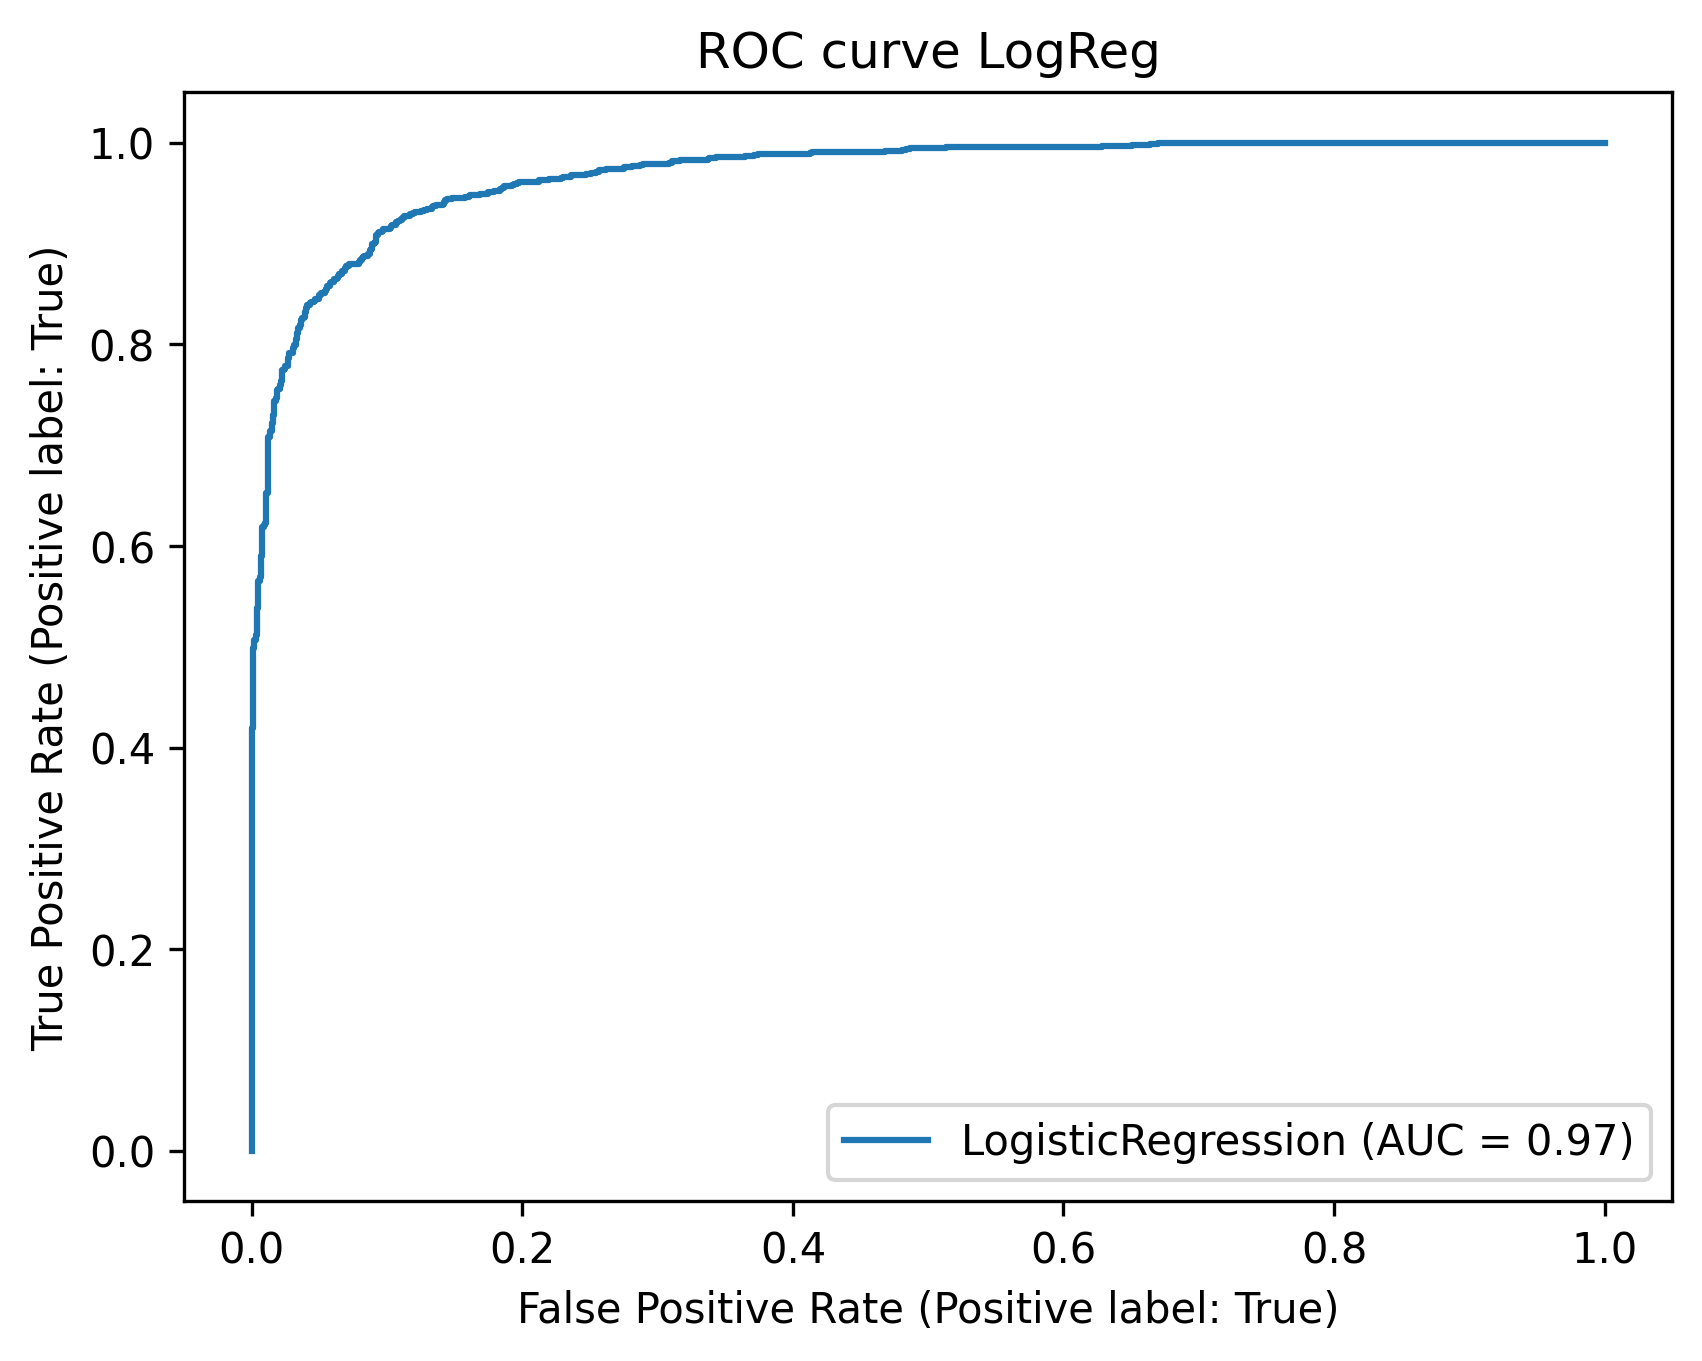 ROC curve LogReg
True Positive Rate (Positive label: True)
1.0
0.8
0.6
0.4
0.2
0.0
LogisticRegression (AUC = 0.97)
0.0 0.2 0.4 0.6 0.8 1.0
False Positive Rate (Positive label: True)